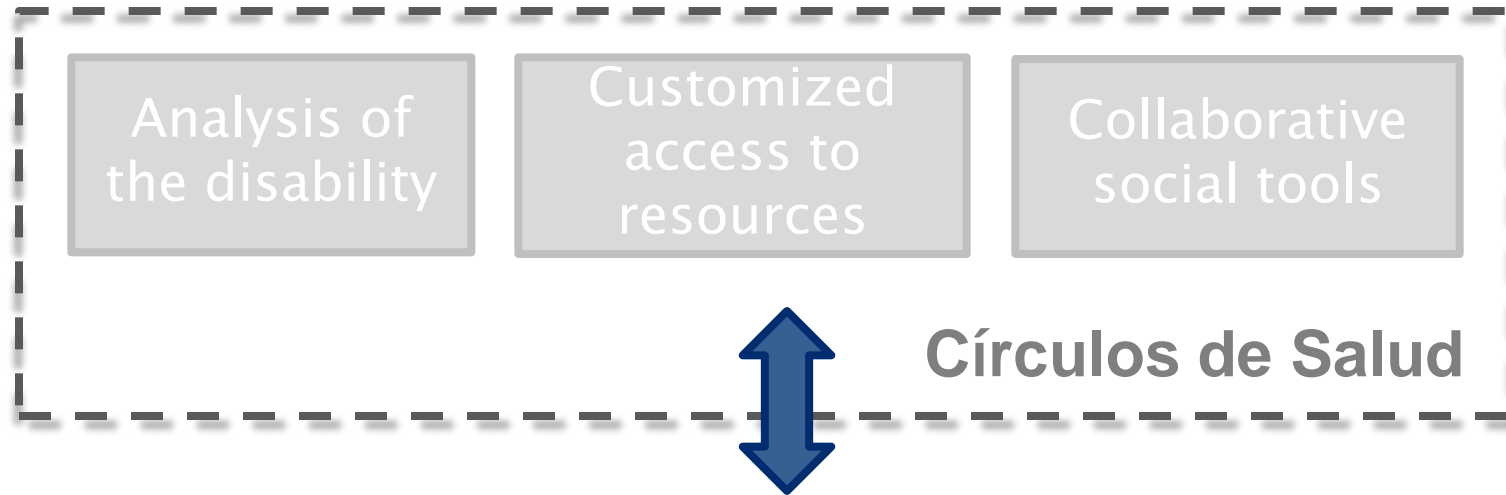 Analysis of
the disability
Customized
access to
resources
Collaborative
social tools
Círculos de Salud